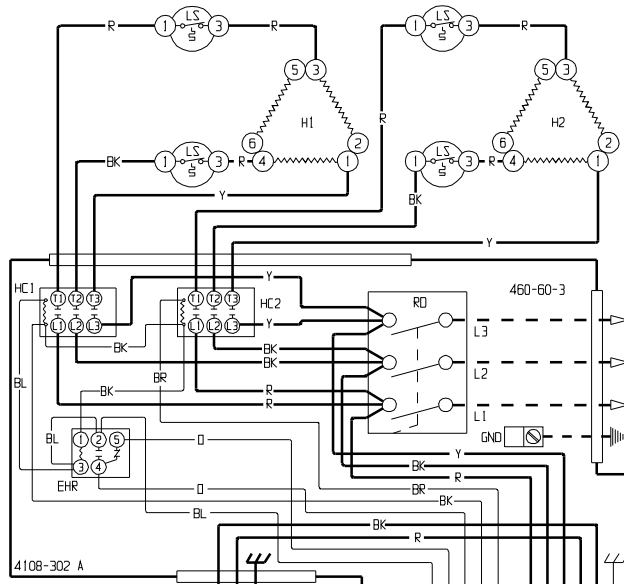 LS LS
R 1 3 R 1 3 R
5 3 5 3
R
H1 H2
6 2 6 2
LS LS
BK 1 3 R 4 1 1 3 R 4 1
Y BK
Y
Y
HC1 T1 T2 T3 T1 T2 T3 HC2 RD 460-60-3
L1 L2 L3 L1 L2 L3 Y L3
BK BK
BK
BL BR L2
BK R
R L1
BL 1 2 5 O GND
3 4 Y
EHR BK
R
O BR
BK
BL
BK
R
4108-302 A